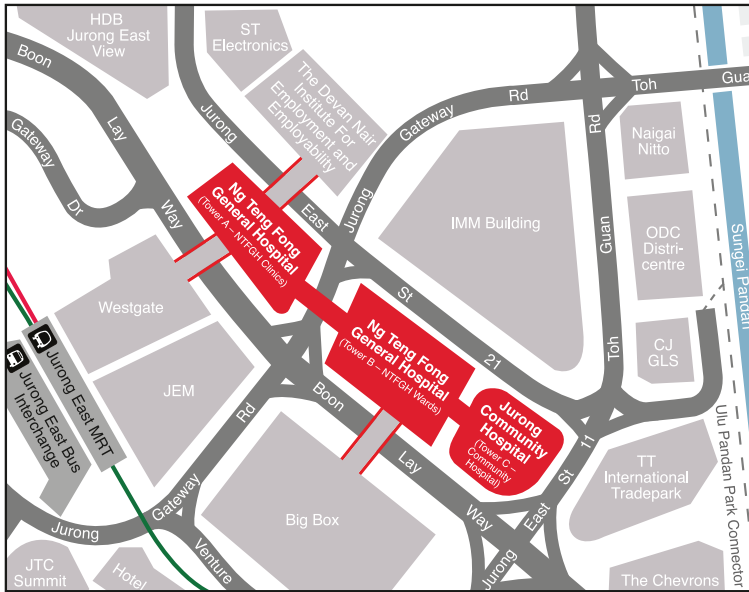 HDB
Jurong East
View
ST
Electronics
The Devan Nair
Institute For
Employment and
Employability
Boon
Lay
Way
Gateway
Dr
Jurong
East
St
21
Jurong
Gateway
Rd
Toh
Gua
Rd
Guan
Toh
Naigai
Nitto
ODC
Distri-
centre
CJ
GLS
Sungei Pandan
Ulu Pandan Park Connector
IMM Building
Ng Teng Fong
General Hospital
(Tower A – NTFGH Clinics)
Ng Teng Fong
General Hospital
(Tower B – NTFGH Wards)
Jurong
Community
Hospital
(Tower C –
Community
Hospital)
Westgate
JEM
Jurong East MRT
Jurong East Bus
Interchange
Rd
Gateway
Jurong
Venture
Boon
Lay
Way
Big Box
Jurong
East
St
11
TT
International
Tradepark
The Chevrons
JTC
Summit
Hotel